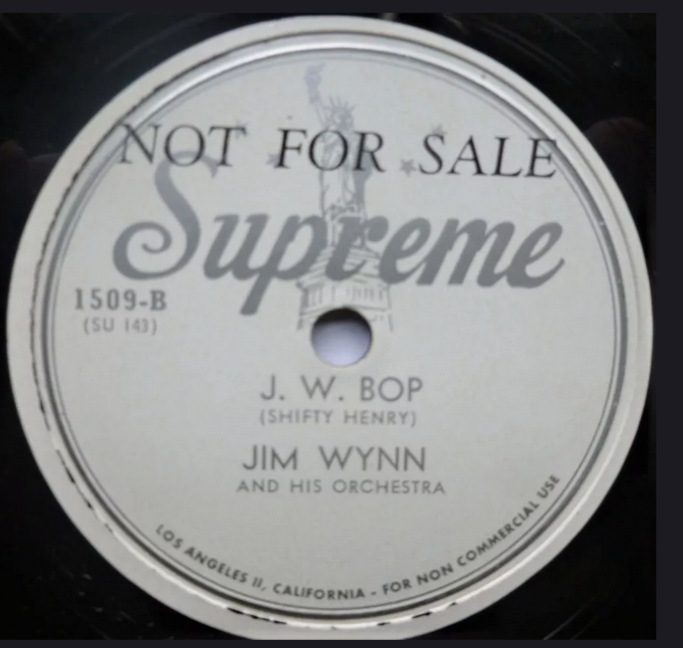 NOT FOR SALE
Supreme
1509-B
(SU 143)
J. W. BOP
(SHIFTY HENRY)
JIM WYNN
AND HIS ORCHESTRA
LOS ANGELES 11, CALIFORNIA - FOR NON COMMERCIAL USE